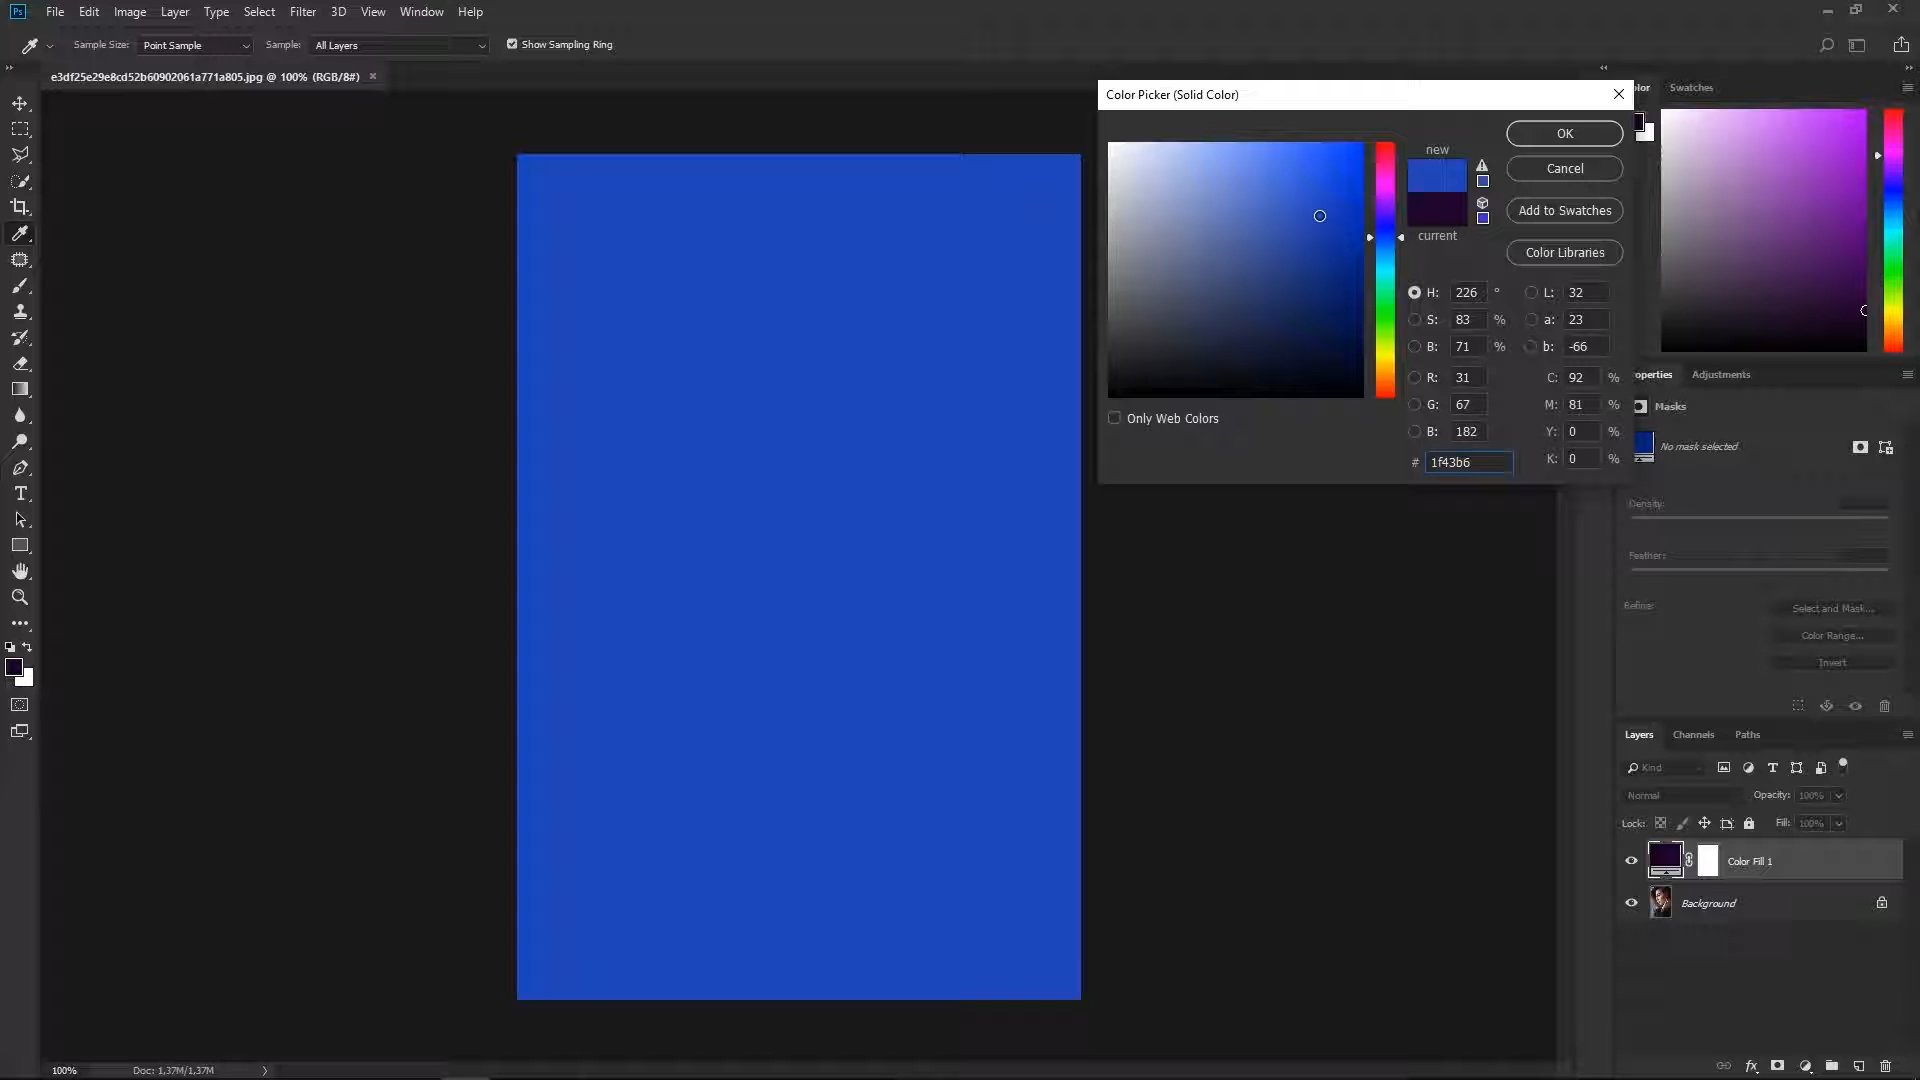 Ps File Edit Image Layer Type Select Filter 3D View Window Help
Sample Size: Point Sample Sample: All Layers Show Sampling Ring
e3df25e29e8cd52b60902061a771a805.jpg @ 100% (RGB/8#)
Color Picker (Solid Color)
new
current
OK
Cancel
Add to Swatches
Color Libraries
H: 226 °
S: 83 %
B: 71 %
R: 31
G: 67
B: 182
# 1f43b6
L: 32
a: 23
b: -66
C: 92 %
M: 81 %
Y: 0 %
K: 0 %
Only Web Colors
olor Swatches
operties Adjustments
Masks
No mask selected
Density:
Feather:
Refine:
Select and Mask...
Color Range...
Invert
Layers Channels Paths
Kind
Normal Opacity: 100%
Lock: Fill: 100%
Color Fill 1
Background
100% Doc: 1,37M/1,37M
fx